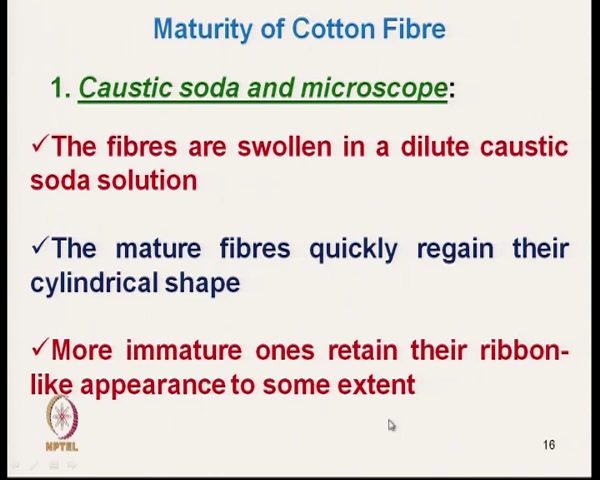 Maturity of Cotton Fibre
1. Caustic soda and microscope:
✓The fibres are swollen in a dilute caustic
soda solution
✓The mature fibres quickly regain their
cylindrical shape
✓More immature ones retain their ribbon-
like appearance to some extent
NPTEL
16